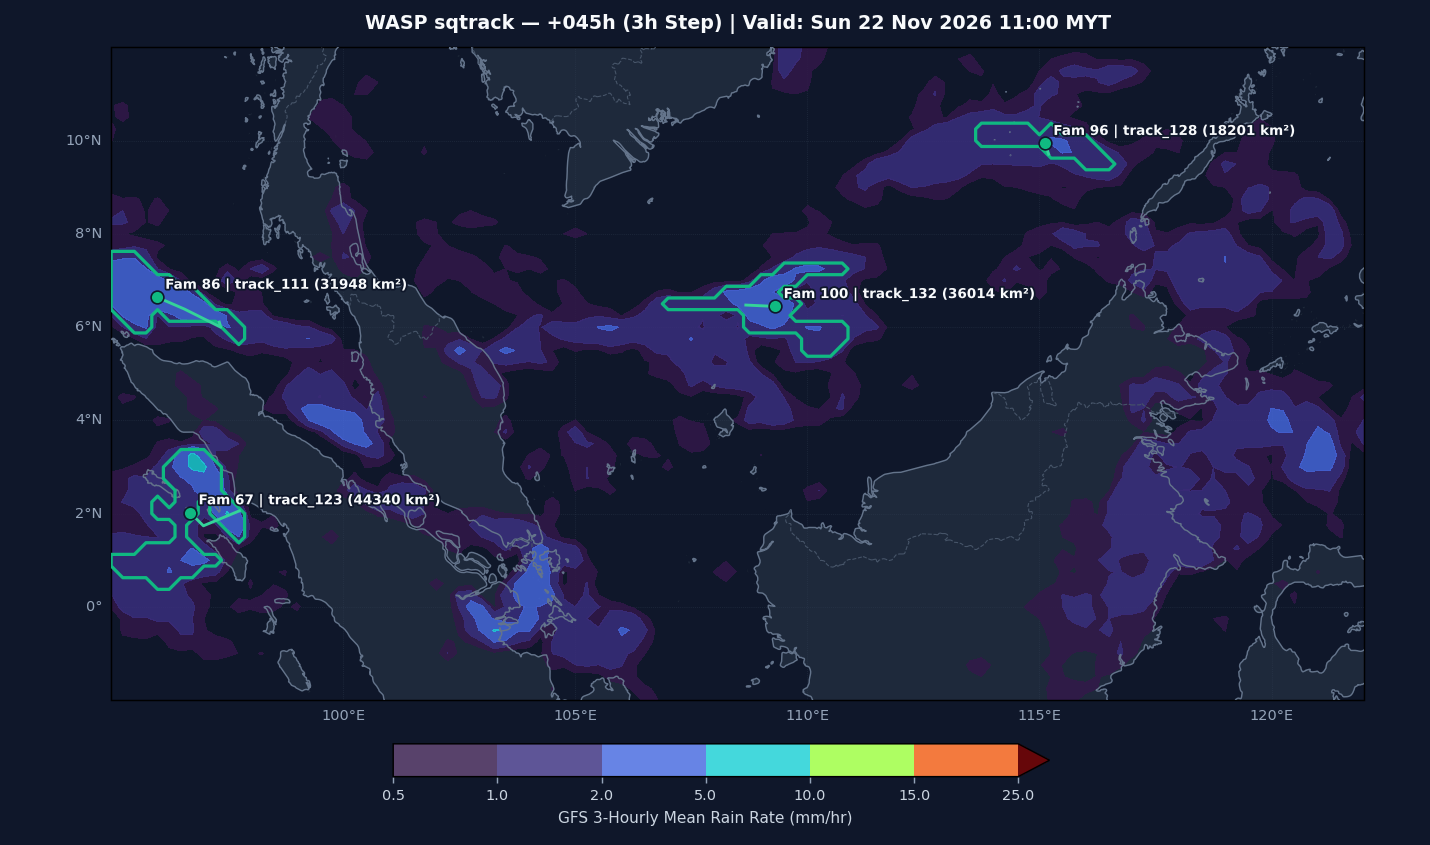 WASP sqtrack — +045h (3h Step) | Valid: Sun 22 Nov 2026 11:00 MYT
10°N
Fam 96 | track_128 (18201 km²)
8°N
Fam 86 | track_111 (31948 km²)
Fam 100 | track_132 (36014 km²)
6°N
4°N
Fam 67 | track_123 (44340 km²)
2°N
0°
100°E 105°E 110°E 115°E 120°E
0.5 1.0 2.0 5.0 10.0 15.0 25.0
GFS 3-Hourly Mean Rain Rate (mm/hr)